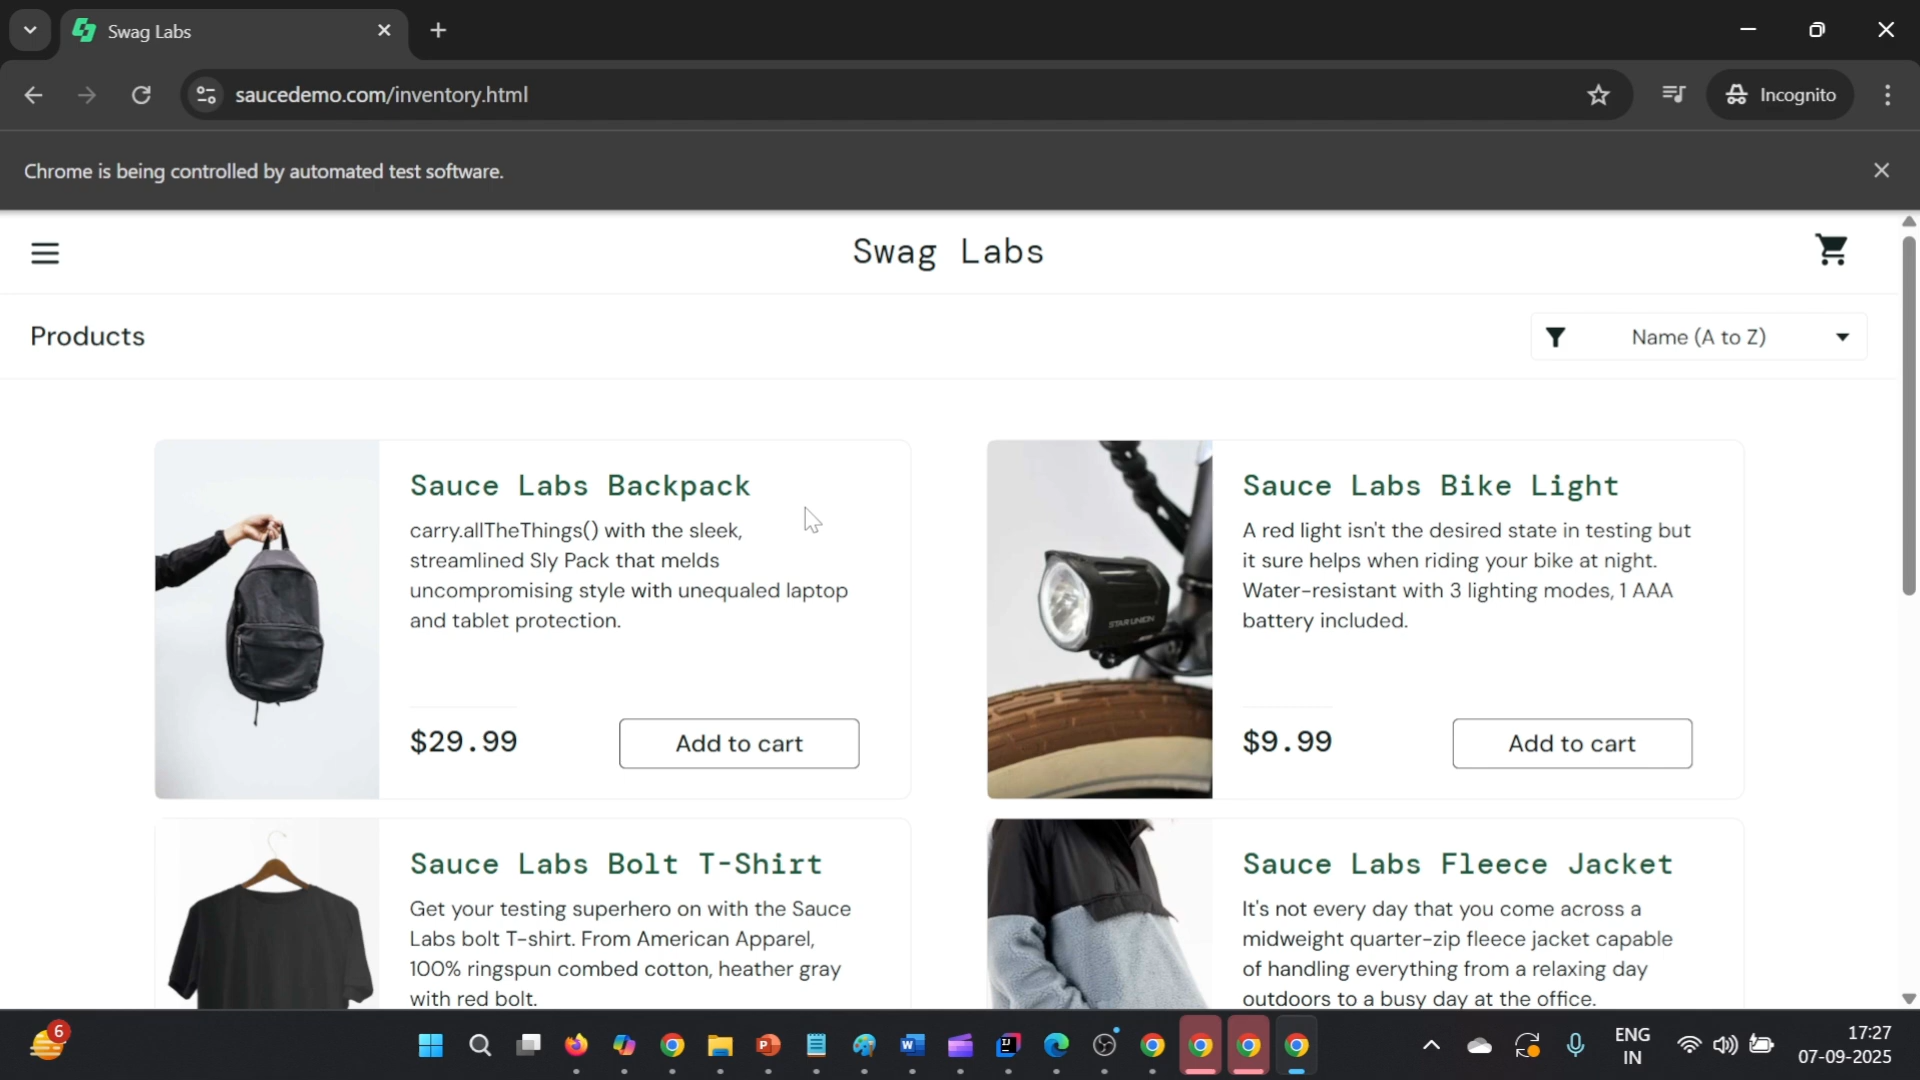 Swag Labs
saucedemo.com/inventory.html
Incognito
Chrome is being controlled by automated test software.
Swag Labs
Products
Name (A to Z)
Sauce Labs Backpack
carry.allTheThings() with the sleek,
streamlined Sly Pack that melds
uncompromising style with unequaled laptop
and tablet protection.
$29.99
Add to cart
STAR UNION
Sauce Labs Bike Light
A red light isn't the desired state in testing but
it sure helps when riding your bike at night.
Water-resistant with 3 lighting modes, 1 AAA
battery included.
$9.99
Add to cart
Sauce Labs Bolt T-Shirt
Get your testing superhero on with the Sauce
Labs bolt T-shirt. From American Apparel,
100% ringspun combed cotton, heather gray
with red bolt.
Sauce Labs Fleece Jacket
It's not every day that you come across a
midweight quarter-zip fleece jacket capable
of handling everything from a relaxing day
outdoors to a busy day at the office.
6
ENG
IN
17:27
07-09-2025